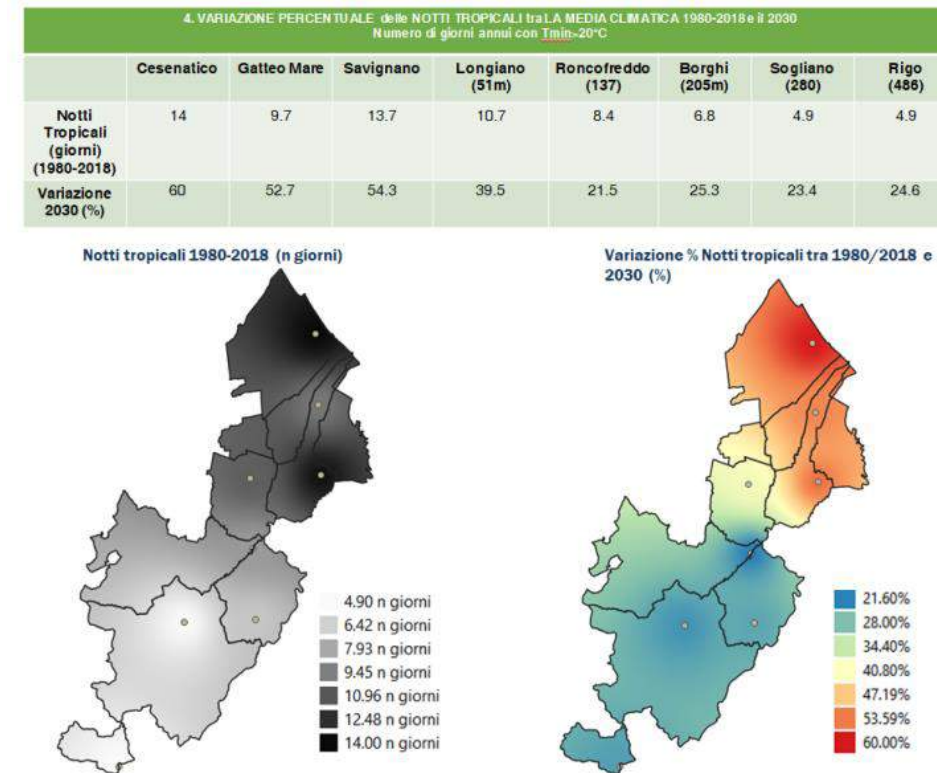 4. VARIAZIONE PERCENTUALE delle NOTTI TROPICALI tra LA MEDIA CLIMATICA 1980-2018 e il 2030
Numero di giorni annui con Tmin>20°C
Cesenatico Gatteo Mare Savignano Longiano (51m) Roncofreddo (137) Borghi (205m) Sogliano (280) Rigo (486)
Notti Tropicali (giorni) (1980-2018) 14 9.7 13.7 10.7 8.4 6.8 4.9 4.9
Variazione 2030 (%) 60 52.7 54.3 39.5 21.5 25.3 23.4 24.6
Notti tropicali 1980-2018 (n giorni)
4.90 n giorni
6.42 n giorni
7.93 n giorni
9.45 n giorni
10.96 n giorni
12.48 n giorni
14.00 n giorni
Variazione % Notti tropicali tra 1980/2018 e
2030 (%)
21.60%
28.00%
34.40%
40.80%
47.19%
53.59%
60.00%